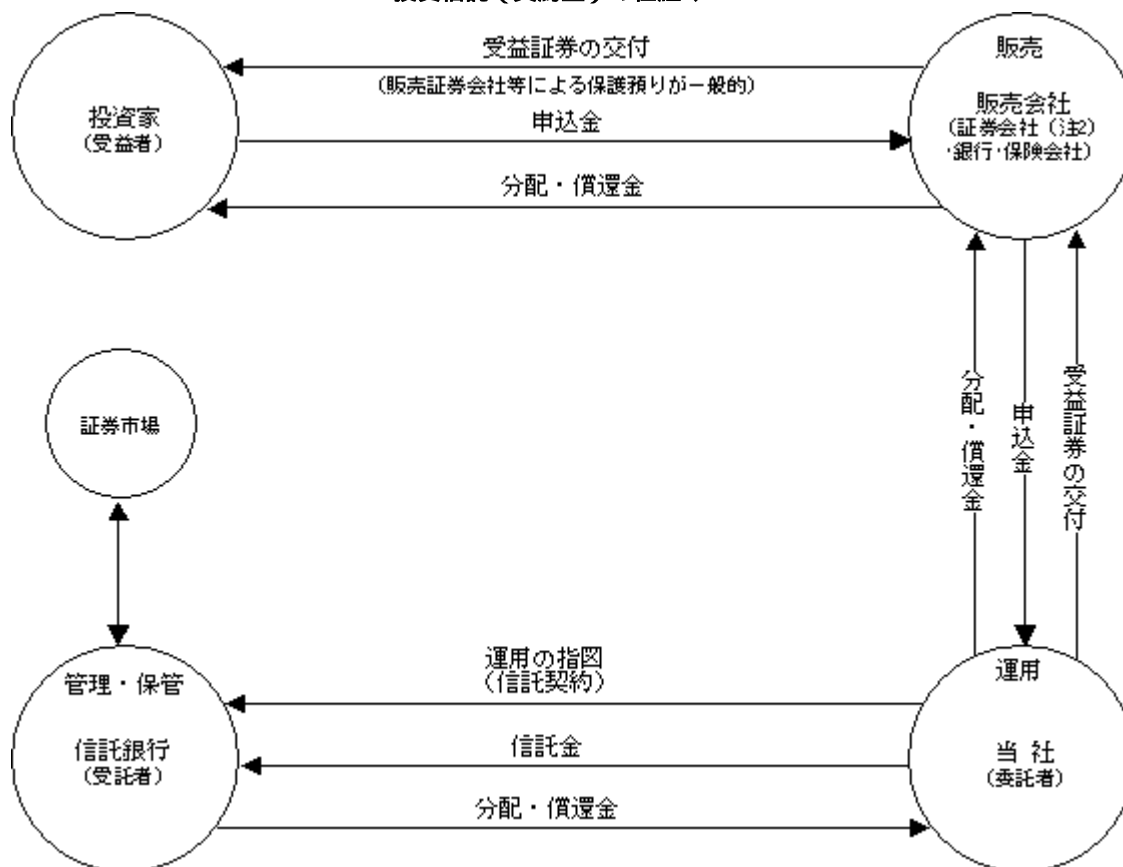 受益証券の交付
(販売証券会社等による保護預りが一般的)
申込金
分配・償還金
投資家
(受益者)
販売
販売会社
(証券会社(注2)
・銀行・保険会社)
証券市場
分配・償還金
申込金
受益証券の交付
管理・保管
信託銀行
(受託者)
運用の指図
(信託契約)
信託金
分配・償還金
運用
当 社
(委託者)